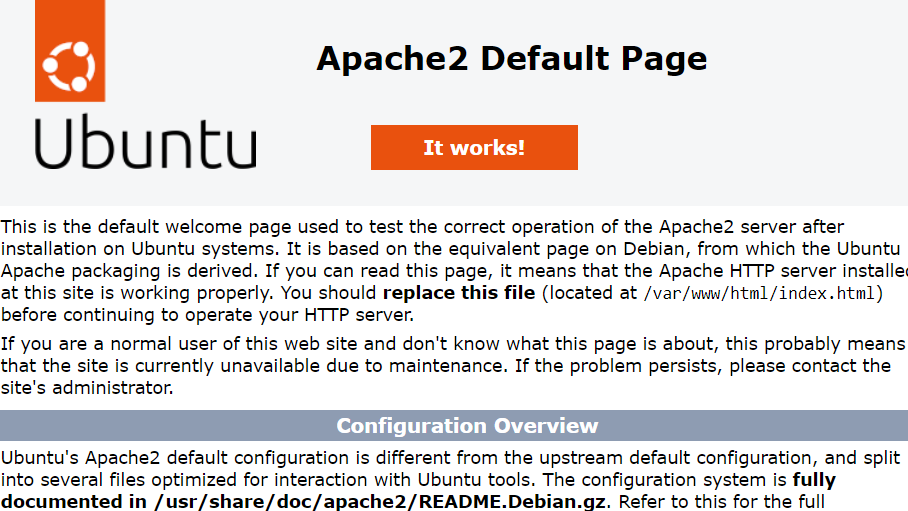 Apache2 Default Page
Ubuntu
It works!
This is the default welcome page used to test the correct operation of the Apache2 server after
installation on Ubuntu systems. It is based on the equivalent page on Debian, from which the Ubuntu
Apache packaging is derived. If you can read this page, it means that the Apache HTTP server installed
at this site is working properly. You should replace this file (located at /var/www/html/index.html)
before continuing to operate your HTTP server.
If you are a normal user of this web site and don't know what this page is about, this probably means
that the site is currently unavailable due to maintenance. If the problem persists, please contact the
site's administrator.
Configuration Overview
Ubuntu's Apache2 default configuration is different from the upstream default configuration, and split
into several files optimized for interaction with Ubuntu tools. The configuration system is fully
documented in /usr/share/doc/apache2/README.Debian.gz. Refer to this for the full